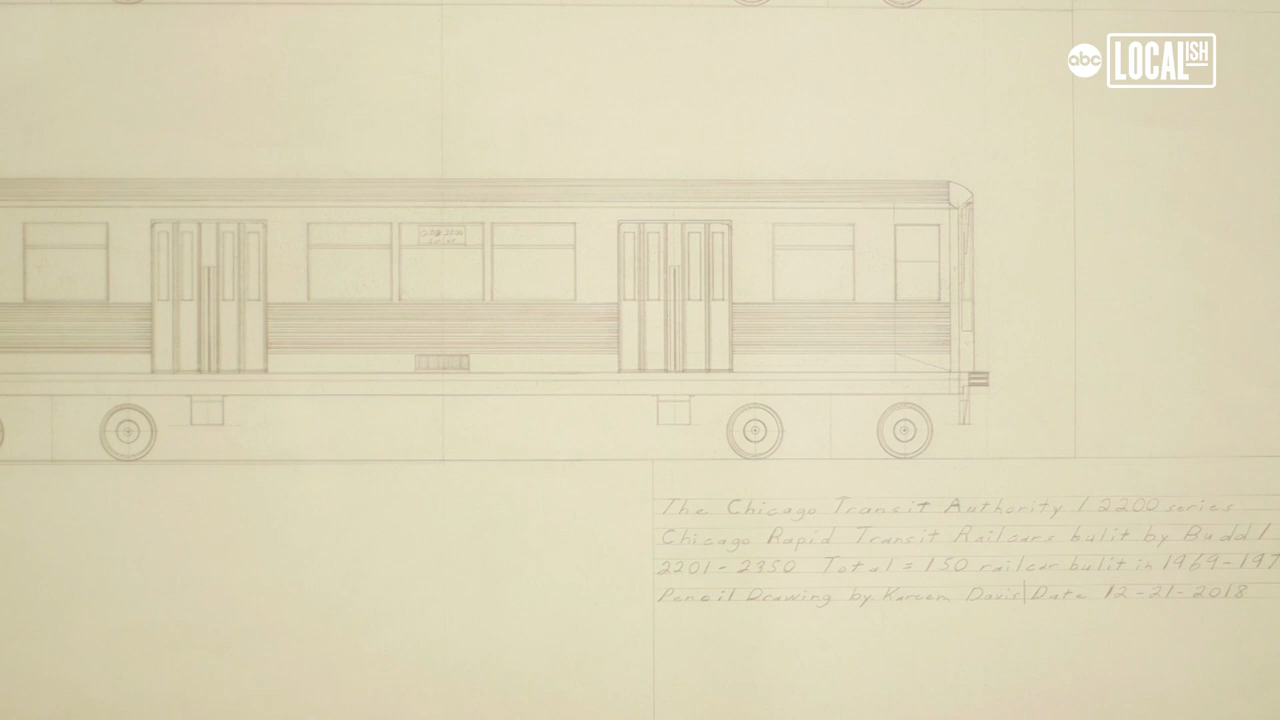 abc LOCALISH
The Chicago Transit Authority / 2200 series
Chicago Rapid Transit Railcars bulit by Budd /
2201-2350 Total = 150 railcar bulit in 1969-197
Pencil Drawing by Kareem Davis | Date 12-21-2018